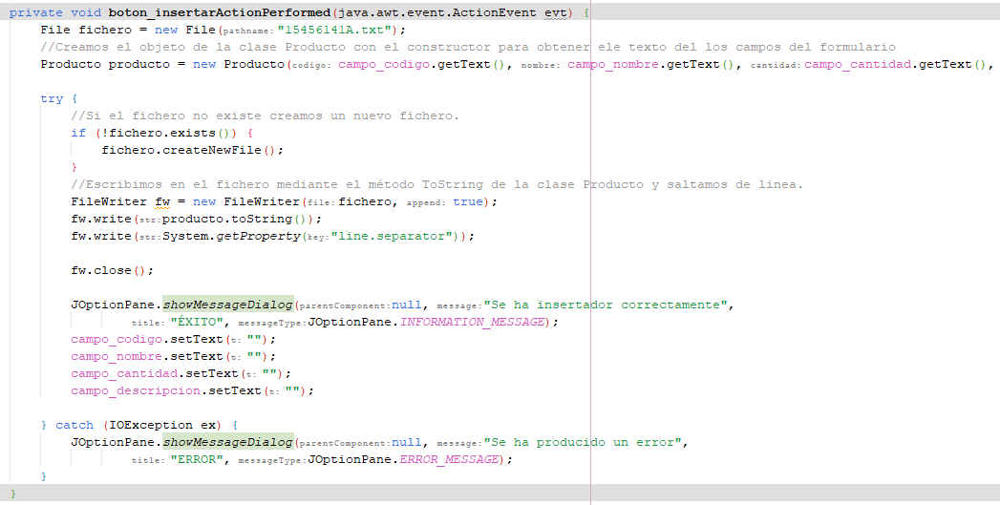 private void boton_insertarActionPerformed(java.awt.event.ActionEvent evt) {
File fichero = new File(pathname: "15456141A.txt");
//Creamos el objeto de la clase Producto con el constructor para obtener ele texto del los campos del formulario
Producto producto = new Producto(codigo: campo_codigo.getText(), nombre: campo_nombre.getText(), cantidad: campo_cantidad.getText(),
try {
//Si el fichero no existe creamos un nuevo fichero.
if (!fichero.exists()) {
fichero.createNewFile();
}
//Escribimos en el fichero mediante el método ToString de la clase Producto y saltamos de linea.
FileWriter fw = new FileWriter(file: fichero, append: true);
fw.write(str: producto.toString());
fw.write(str: System.getProperty(key: "line.separator"));
fw.close();
JOptionPane.showMessageDialog(parentComponent: null, message: "Se ha insertador correctamente",
title: "ÉXITO", messageType: JOptionPane.INFORMATION_MESSAGE);
campo_codigo.setText(t: "");
campo_nombre.setText(t: "");
campo_cantidad.setText(t: "");
campo_descripcion.setText(t: "");
} catch (IOException ex) {
JOptionPane.showMessageDialog(parentComponent: null, message: "Se ha producido un error",
title: "ERROR", messageType: JOptionPane.ERROR_MESSAGE);
}
}